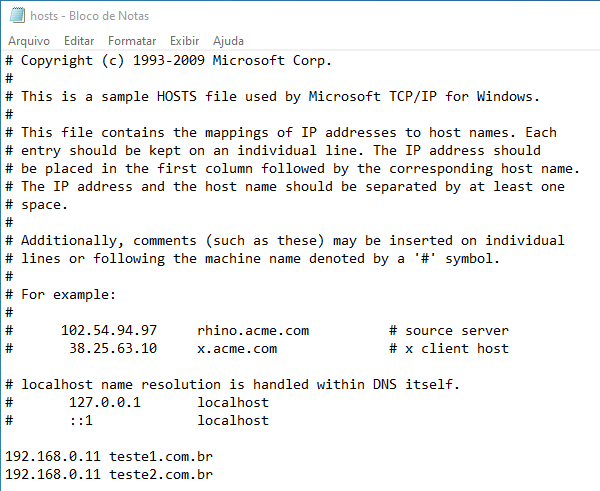 hosts - Bloco de Notas
Arquivo Editar Formatar Exibir Ajuda
# Copyright (c) 1993-2009 Microsoft Corp.
#
# This is a sample HOSTS file used by Microsoft TCP/IP for Windows.
#
# This file contains the mappings of IP addresses to host names. Each
# entry should be kept on an individual line. The IP address should
# be placed in the first column followed by the corresponding host name.
# The IP address and the host name should be separated by at least one
# space.
#
# Additionally, comments (such as these) may be inserted on individual
# lines or following the machine name denoted by a '#' symbol.
#
# For example:
#
#      102.54.94.97     rhino.acme.com          # source server
#       38.25.63.10     x.acme.com              # x client host
# localhost name resolution is handled within DNS itself.
#       127.0.0.1       localhost
#       ::1             localhost
192.168.0.11 teste1.com.br
192.168.0.11 teste2.com.br